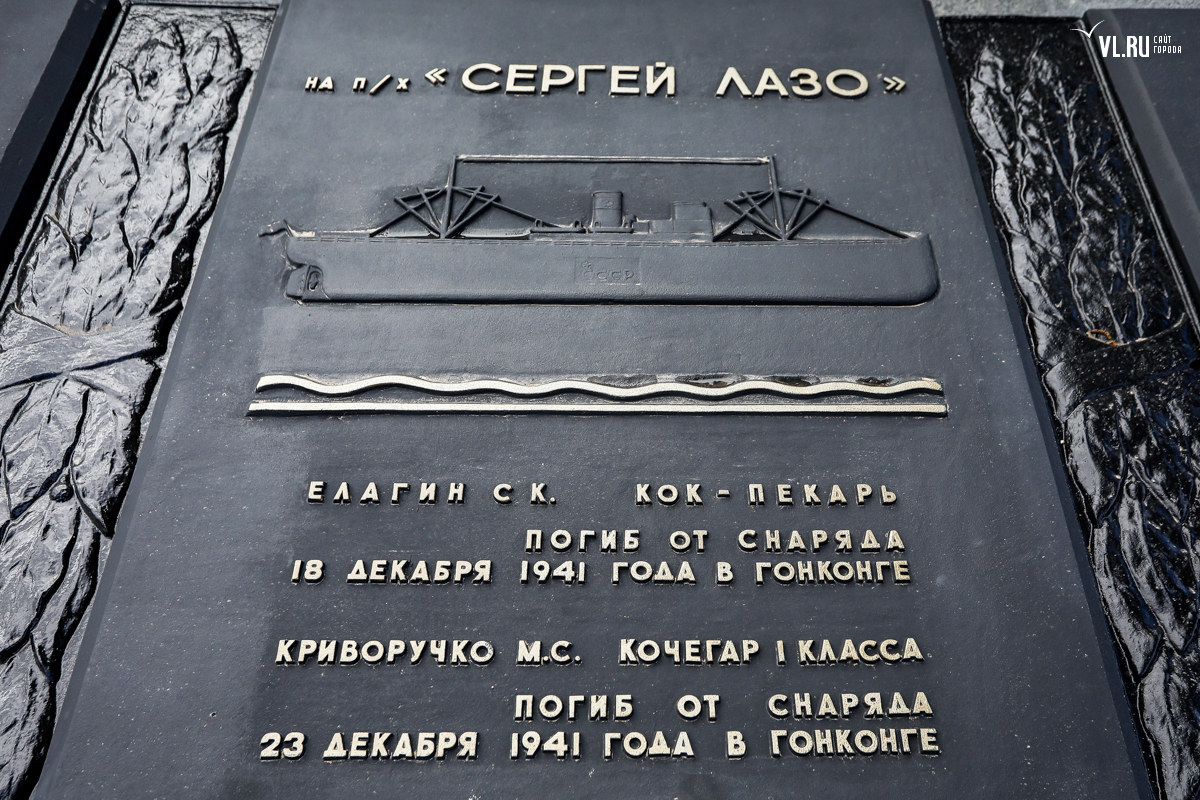 VL.RU САЙТ ГОРОДА
НА П/Х «СЕРГЕЙ ЛАЗО»
СССР
ЕЛАГИН С К. КОК-ПЕКАРЬ
ПОГИБ ОТ СНАРЯДА
18 ДЕКАБРЯ 1941 ГОДА В ГОНКОНГЕ
КРИВОРУЧКО М.С. КОЧЕГАР I КЛАССА
ПОГИБ ОТ СНАРЯДА
23 ДЕКАБРЯ 1941 ГОДА В ГОНКОНГЕ